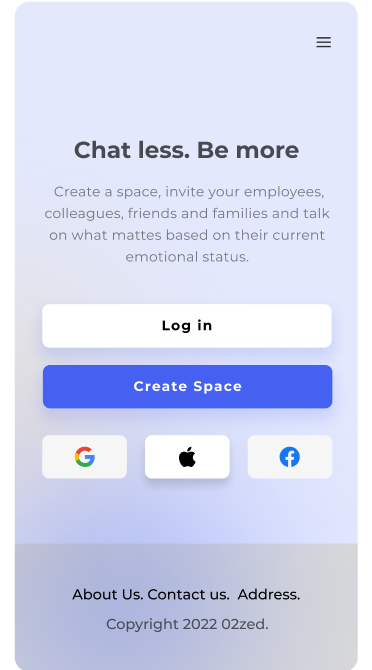 Chat less. Be more
Create a space, invite your employees,
colleagues, friends and families and talk
on what mattes based on their current
emotional status.
Log in
Create Space
About Us. Contact us.  Address.
Copyright 2022 02zed.